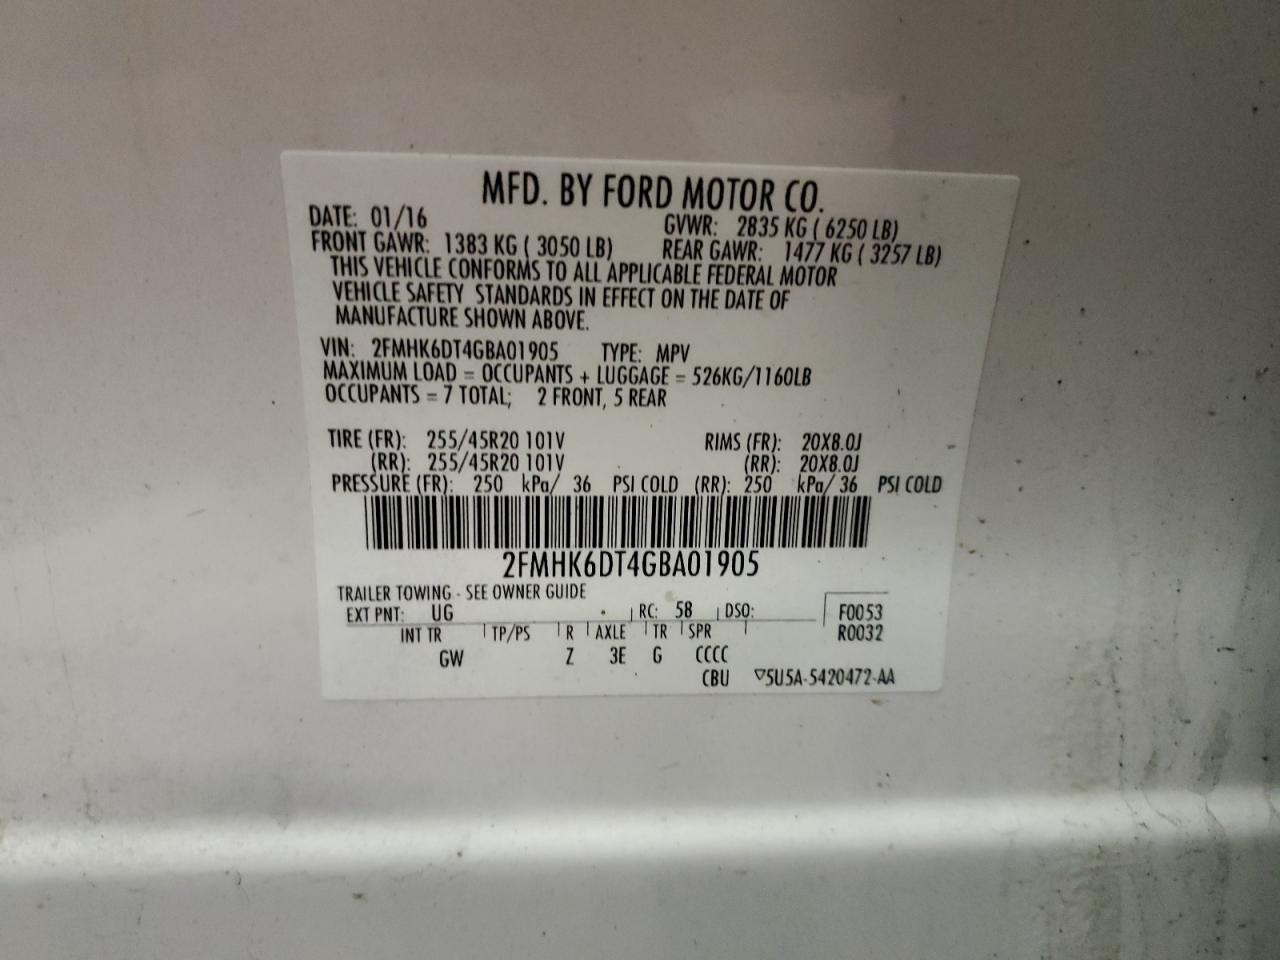 MFD. BY FORD MOTOR CO.
DATE: 01/16 GVWR: 2835 KG ( 6250 LB)
FRONT GAWR: 1383 KG ( 3050 LB) REAR GAWR: 1477 KG ( 3257 LB)
THIS VEHICLE CONFORMS TO ALL APPLICABLE FEDERAL MOTOR
VEHICLE SAFETY STANDARDS IN EFFECT ON THE DATE OF
MANUFACTURE SHOWN ABOVE.
VIN: 2FMHK6DT4GBA01905 TYPE: MPV
MAXIMUM LOAD = OCCUPANTS + LUGGAGE = 526KG/1160LB
OCCUPANTS = 7 TOTAL; 2 FRONT, 5 REAR
TIRE (FR): 255/45R20 101V RIMS (FR): 20X8.0J
(RR): 255/45R20 101V (RR): 20X8.0J
PRESSURE (FR): 250 kPa/ 36 PSI COLD (RR): 250 kPa/ 36 PSI COLD
2FMHK6DT4GBA01905
TRAILER TOWING - SEE OWNER GUIDE
EXT PNT: UG RC: 58 DSO: F0053
INT TR TP/PS R AXLE TR SPR R0032
GW Z 3E G CCCC
CBU ▽5U5A-5420472-AA